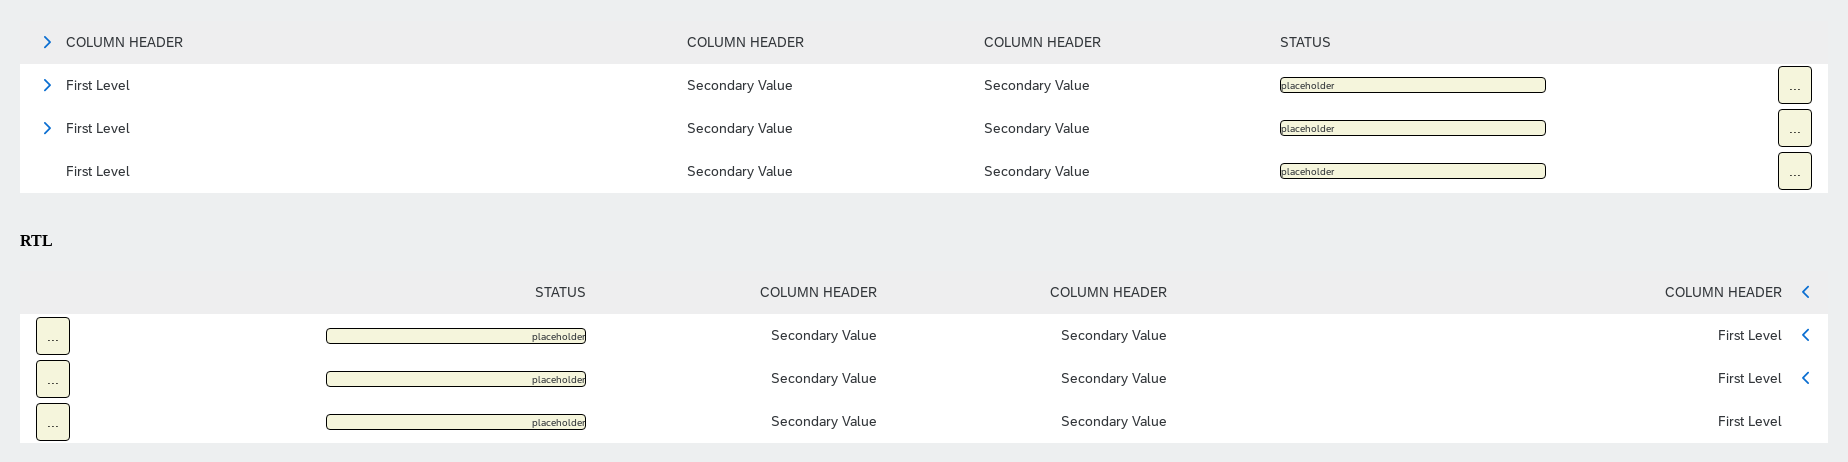 COLUMN HEADER COLUMN HEADER COLUMN HEADER STATUS
First Level Secondary Value Secondary Value placeholder ...
First Level Secondary Value Secondary Value placeholder ...
First Level Secondary Value Secondary Value placeholder ...
RTL
STATUS COLUMN HEADER COLUMN HEADER COLUMN HEADER
... placeholder Secondary Value Secondary Value First Level
... placeholder Secondary Value Secondary Value First Level
... placeholder Secondary Value Secondary Value First Level